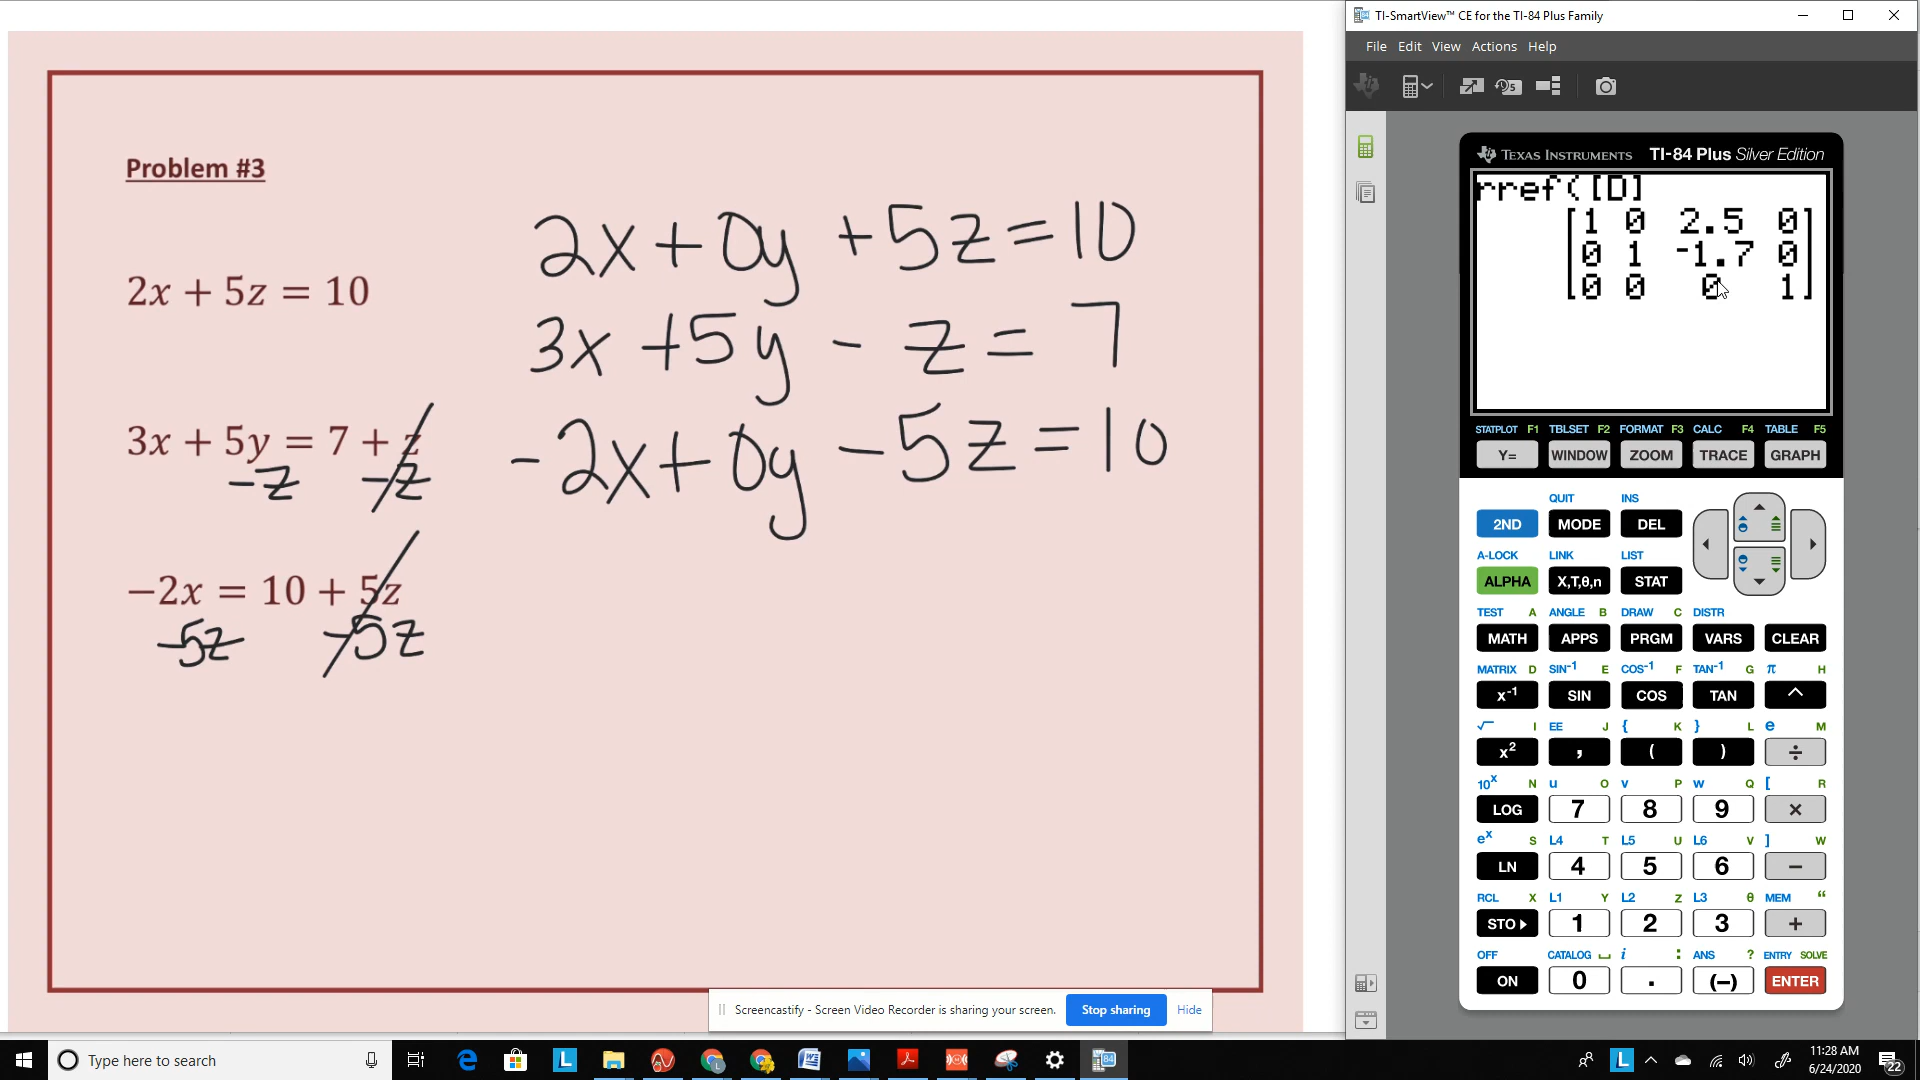 TI-SmartView™ CE for the TI-84 Plus Family
File Edit View Actions Help
Problem #3
2x + 5z = 10
3x + 5y = 7 + z
-z -z
−2x = 10 + 5z
-5z -5z
2x + 0y + 5z = 10
3x + 5y - z = 7
-2x + 0y - 5z = 10
TEXAS INSTRUMENTS TI-84 Plus Silver Edition
rref([D]
[1 0 2.5 0]
[0 1 -1.7 0]
[0 0 0 1]
STATPLOT F1 TBLSET F2 FORMAT F3 CALC F4 TABLE F5
Y= WINDOW ZOOM TRACE GRAPH
QUIT INS
2ND MODE DEL
A-LOCK LINK LIST
ALPHA X,T,θ,n STAT
TEST A ANGLE B DRAW C DISTR
MATH APPS PRGM VARS CLEAR
MATRIX D SIN⁻¹ E COS⁻¹ F TAN⁻¹ G π H
x⁻¹ SIN COS TAN ^
√ I EE J { K } L e M
x² , ( ) ÷
10ˣ N u O v P w Q [ R
LOG 7 8 9 ×
eˣ S L4 T L5 U L6 V ] W
LN 4 5 6 −
RCL X L1 Y L2 Z L3 θ MEM “
STO▶ 1 2 3 +
OFF CATALOG ⎵ i : ANS ? ENTRY SOLVE
ON 0 . (−) ENTER
Screencastify - Screen Video Recorder is sharing your screen. Stop sharing Hide
Type here to search
11:28 AM
6/24/2020
22